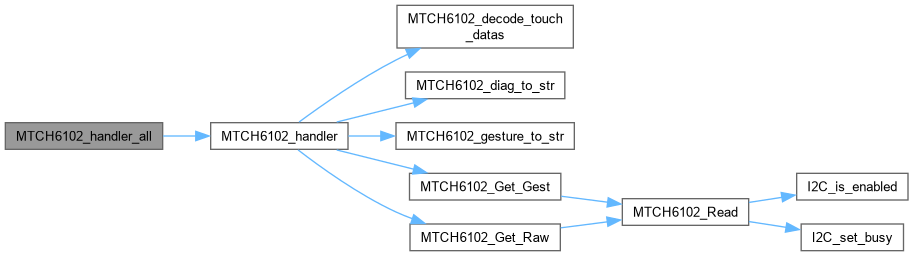 MTCH6102_handler_all
MTCH6102_handler
MTCH6102_decode_touch
_datas
MTCH6102_diag_to_str
MTCH6102_gesture_to_str
MTCH6102_Get_Gest
MTCH6102_Get_Raw
MTCH6102_Read
I2C_is_enabled
I2C_set_busy